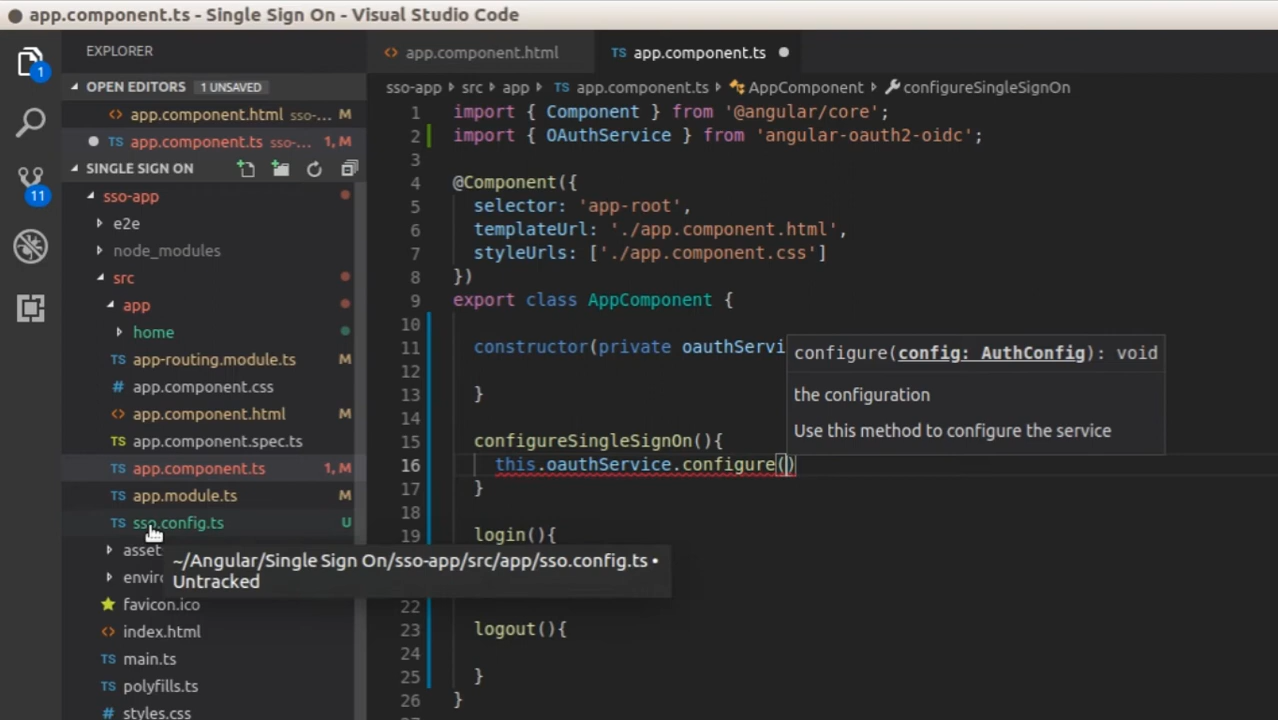 app.component.ts - Single Sign On - Visual Studio Code
EXPLORER
1
OPEN EDITORS 1 UNSAVED
<> app.component.html sso-... M
app.component.ts sso-... 1, M
SINGLE SIGN ON
11
sso-app
e2e
node_modules
src
app
home
TS app-routing.module.ts M
# app.component.css
<> app.component.html M
TS app.component.spec.ts
TS app.component.ts 1, M
TS app.module.ts M
TS sso.config.ts U
asset
enviro
favicon.ico
<> index.html
TS main.ts
TS polyfills.ts
styles.css
~/Angular/Single Sign On/sso-app/src/app/sso.config.ts •
Untracked
<> app.component.html
TS app.component.ts
sso-app src app TS app.component.ts AppComponent configureSingleSignOn
1 import { Component } from '@angular/core';
2 import { OAuthService } from 'angular-oauth2-oidc';
3
4 @Component({
5 selector: 'app-root',
6 templateUrl: './app.component.html',
7 styleUrls: ['./app.component.css']
8 })
9 export class AppComponent {
10
11 constructor(private oauthServi
12
13 }
14
15 configureSingleSignOn(){
16 this.oauthService.configure()
17 }
18
19 login(){
22
23 logout(){
24
25 }
26 }
configure(config: AuthConfig): void
the configuration
Use this method to configure the service